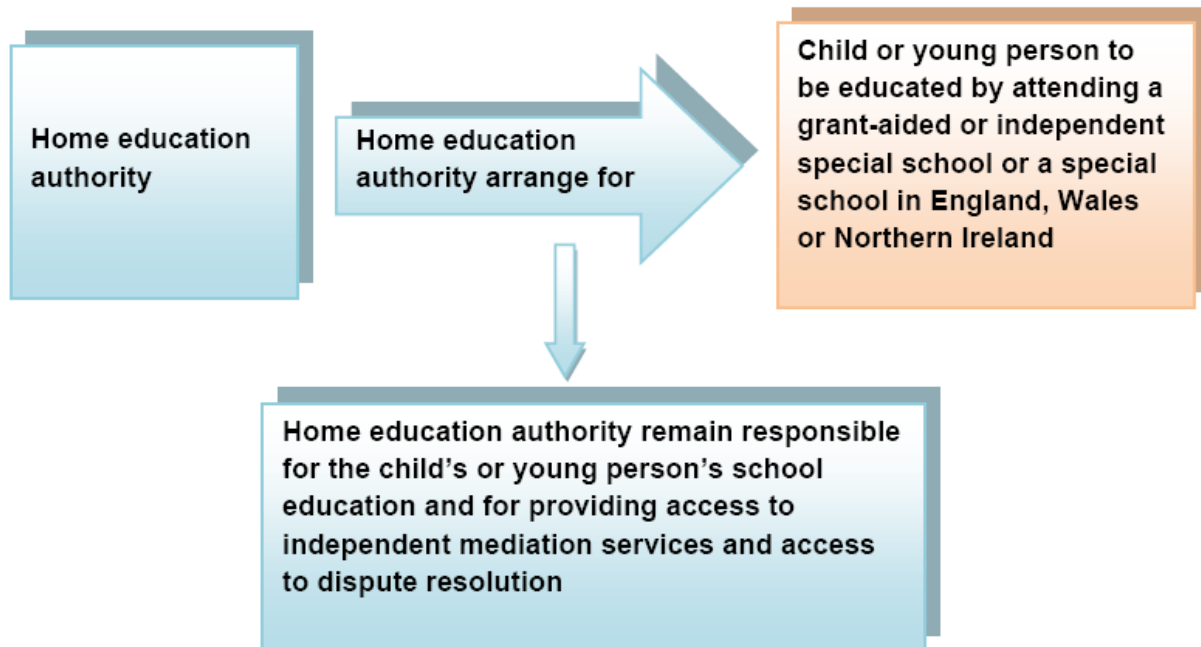 Home education
authority
Home education
authority arrange for
Child or young person to
be educated by attending a
grant-aided or independent
special school or a special
school in England, Wales
or Northern Ireland
Home education authority remain responsible
for the child’s or young person’s school
education and for providing access to
independent mediation services and access
to dispute resolution